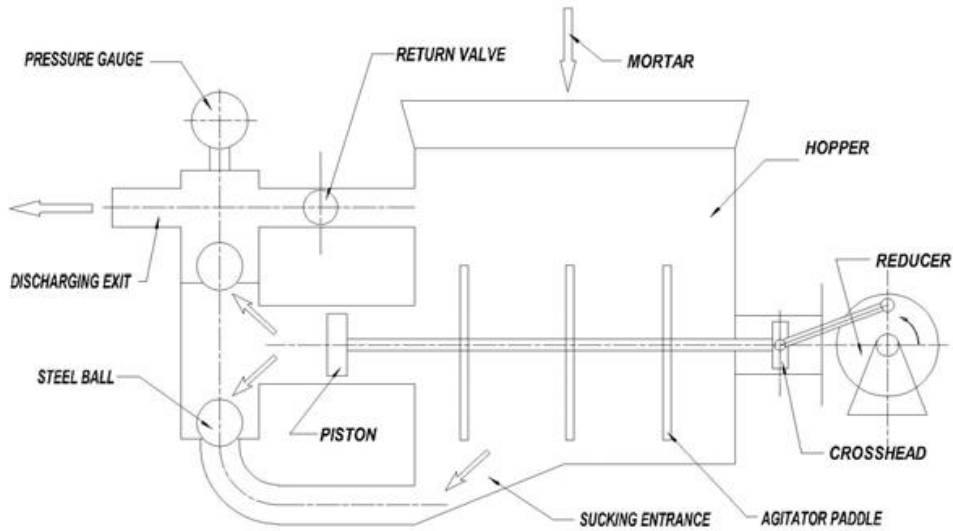 MORTAR
PRESSURE GAUGE
RETURN VALVE
HOPPER
DISCHARGING EXIT
REDUCER
STEEL BALL
PISTON
CROSSHEAD
SUCKING ENTRANCE
AGITATOR PADDLE